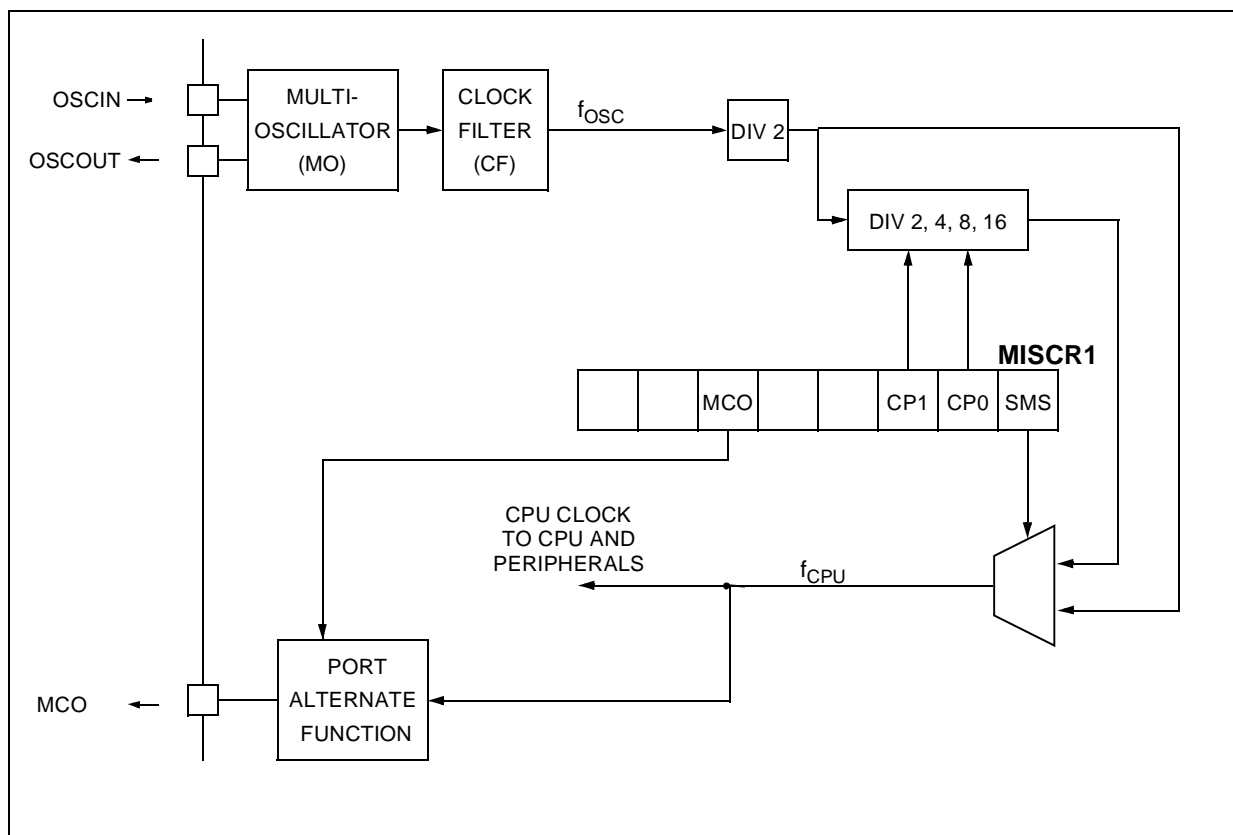 OSCIN
OSCOUT
MULTI-
OSCILLATOR
(MO)
CLOCK
FILTER
(CF)
fOSC
DIV 2
DIV 2, 4, 8, 16
MISCR1
MCO
CP1
CP0
SMS
CPU CLOCK
TO CPU AND
PERIPHERALS
fCPU
PORT
ALTERNATE
FUNCTION
MCO